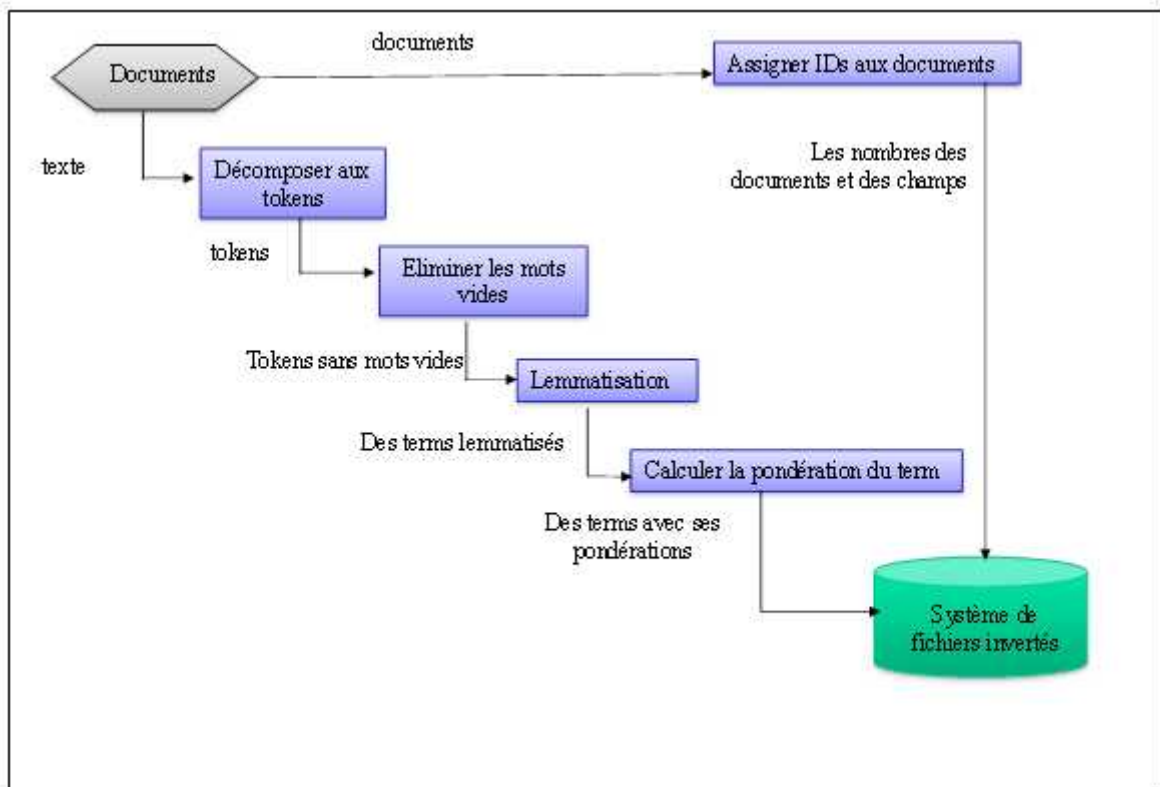 documents
Documents
Assigner IDs aux documents
texte
Décomposer aux
tokens
Les nombres des
documents et des champs
tokens
Eliminer les mots
vides
Tokens sans mots vides
Lemmatisation
Des terms lemmatisés
Calculer la pondération du term
Des terms avec ses
pondérations
Système de
fichiers invertés